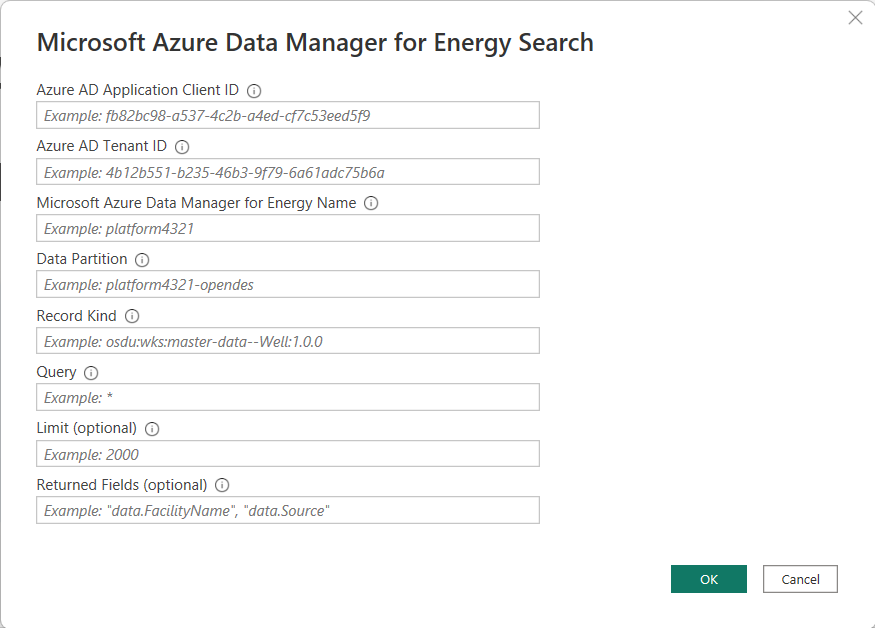 Microsoft Azure Data Manager for Energy Search
Azure AD Application Client ID
Example: fb82bc98-a537-4c2b-a4ed-cf7c53eed5f9
Azure AD Tenant ID
Example: 4b12b551-b235-46b3-9f79-6a61adc75b6a
Microsoft Azure Data Manager for Energy Name
Example: platform4321
Data Partition
Example: platform4321-opendes
Record Kind
Example: osdu:wks:master-data--Well:1.0.0
Query
Example: *
Limit (optional)
Example: 2000
Returned Fields (optional)
Example: "data.FacilityName", "data.Source"
OK Cancel